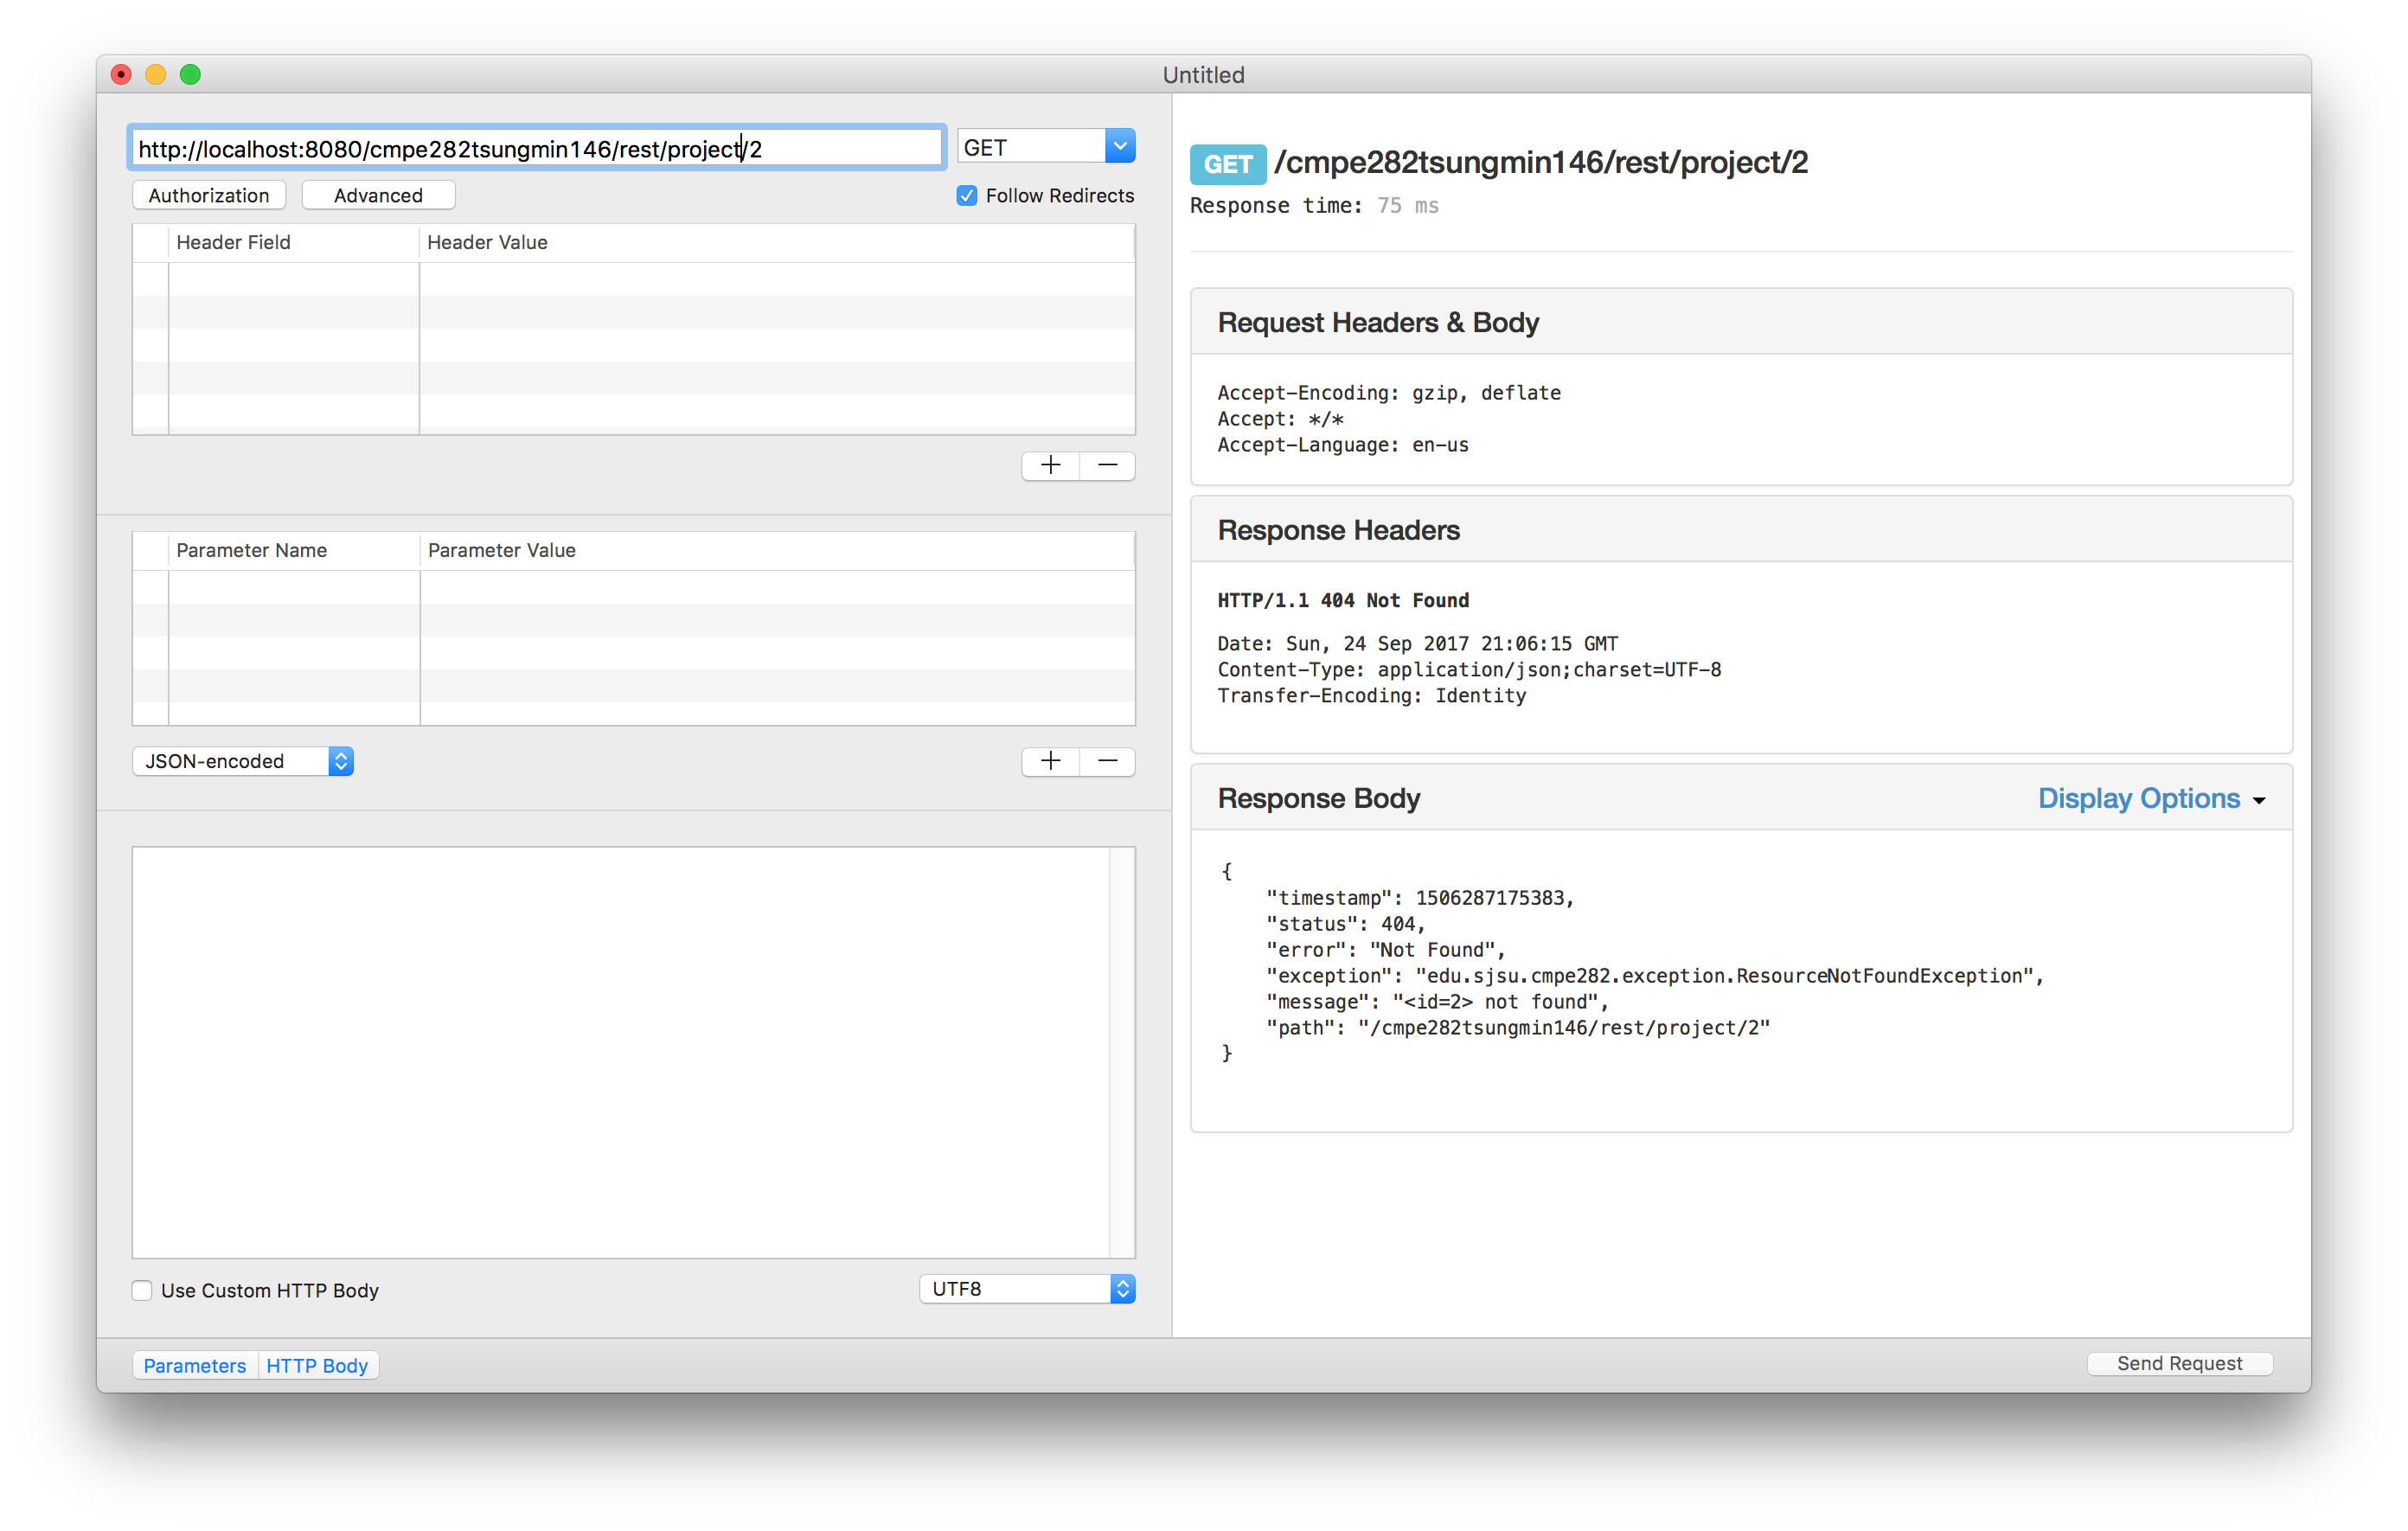 Untitled
http://localhost:8080/cmpe282tsungmin146/rest/project/2
GET
Authorization
Advanced
Follow Redirects
Header Field
Header Value
Parameter Name
Parameter Value
JSON-encoded
Use Custom HTTP Body
UTF8
Parameters
HTTP Body
GET /cmpe282tsungmin146/rest/project/2
Response time: 75 ms
Request Headers & Body
Accept-Encoding: gzip, deflate
Accept: */*
Accept-Language: en-us
Response Headers
HTTP/1.1 404 Not Found
Date: Sun, 24 Sep 2017 21:06:15 GMT
Content-Type: application/json;charset=UTF-8
Transfer-Encoding: Identity
Response Body
Display Options
{
"timestamp": 1506287175383,
"status": 404,
"error": "Not Found",
"exception": "edu.sjsu.cmpe282.exception.ResourceNotFoundException",
"message": "<id=2> not found",
"path": "/cmpe282tsungmin146/rest/project/2"
}
Send Request